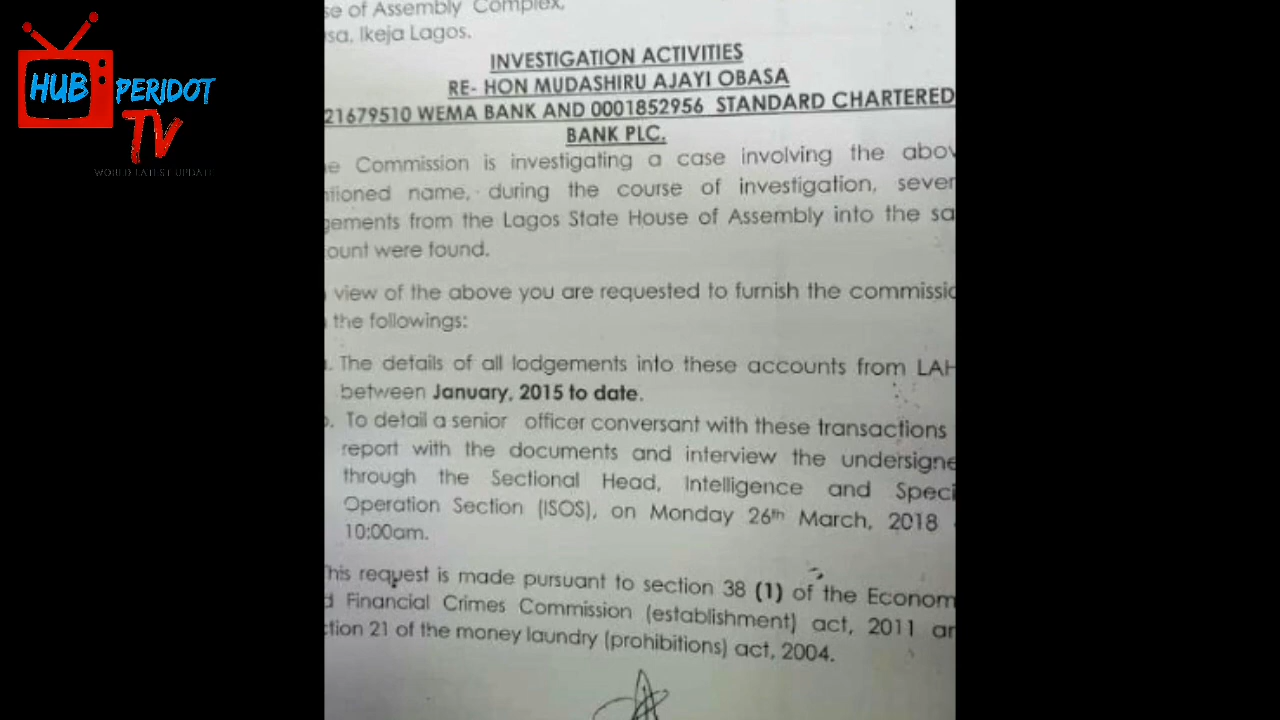 HUB PERIDOT
TV
WORLD LATEST UPDATE
se of Assembly Complex,
usa, Ikeja Lagos.
INVESTIGATION ACTIVITIES
RE- HON MUDASHIRU AJAYI OBASA
21679510 WEMA BANK AND 0001852956 STANDARD CHARTERED
BANK PLC.
e Commission is investigating a case involving the abov
tioned name, during the course of investigation, sever
gements from the Lagos State House of Assembly into the sa
ount were found.
view of the above you are requested to furnish the commissio
the followings:
. The details of all lodgements into these accounts from LAH
between January, 2015 to date.
. To detail a senior officer conversant with these transactions
report with the documents and interview the undersigne
through the Sectional Head, Intelligence and Speci
Operation Section (ISOS), on Monday 26th March, 2018
10:00am.
This request is made pursuant to section 38 (1) of the Econom
d Financial Crimes Commission (establishment) act, 2011 an
ction 21 of the money laundry (prohibitions) act, 2004.